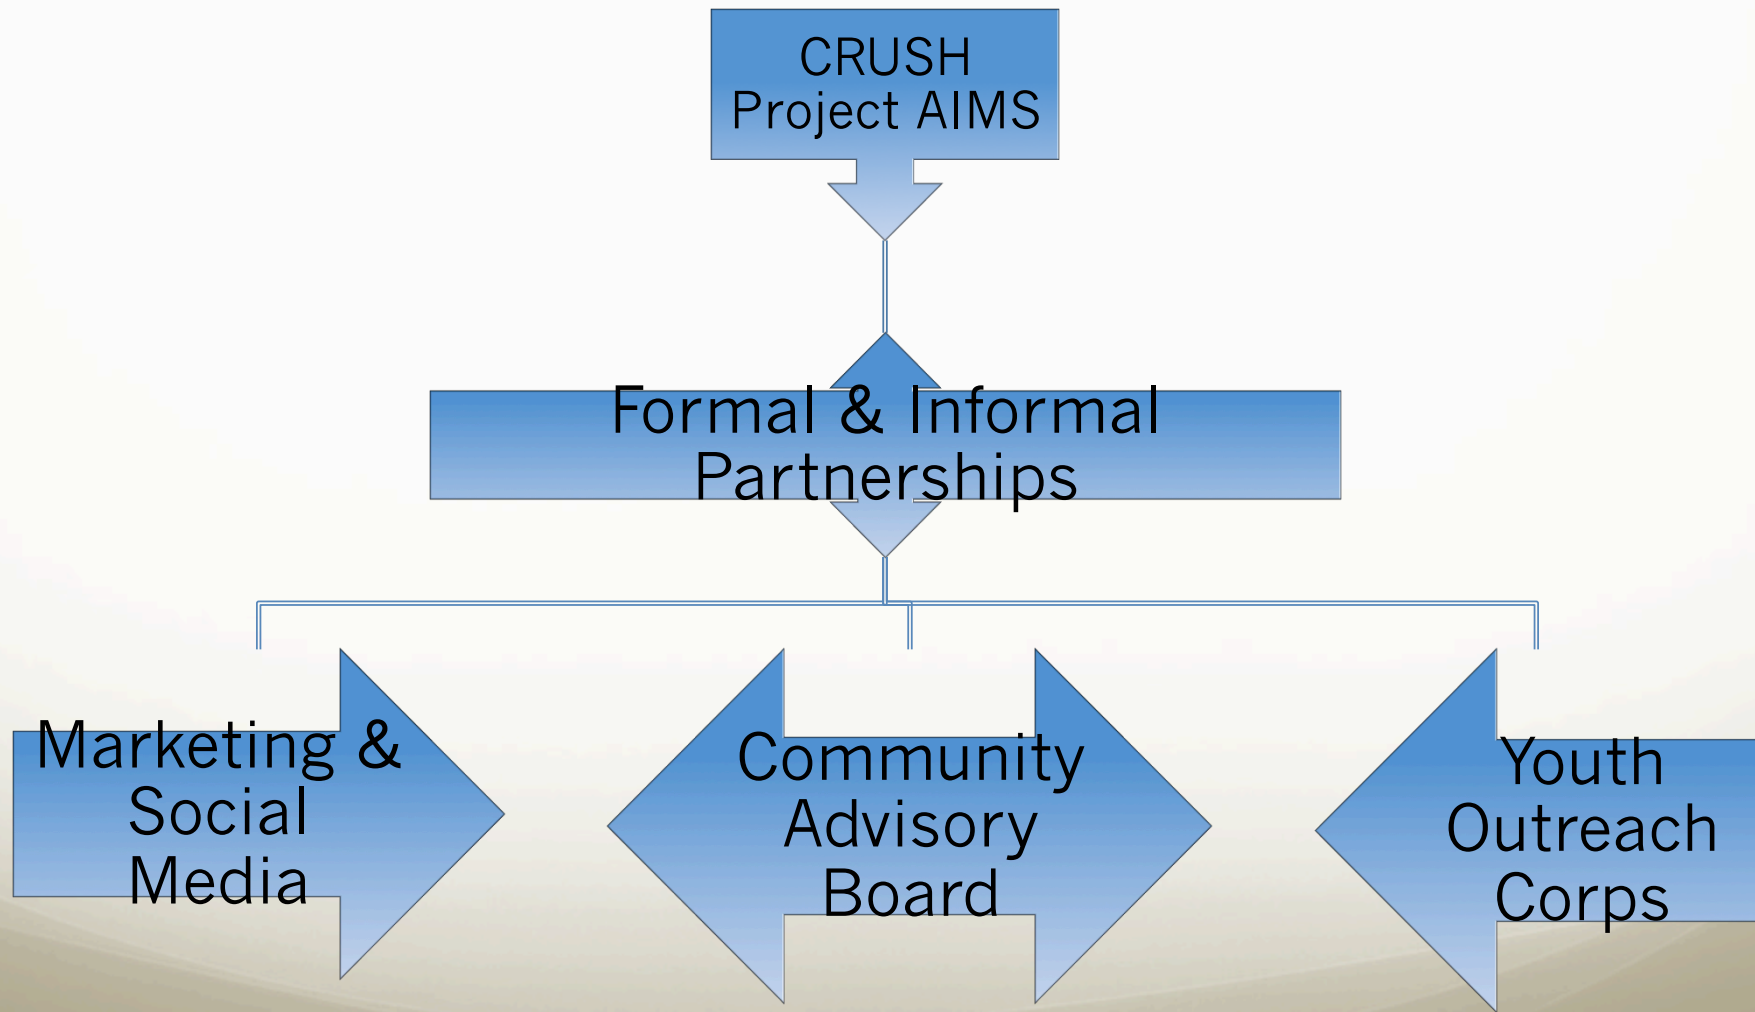 CRUSH
Project AIMS
Formal & Informal
Partnerships
Marketing &
Social
Media
Community
Advisory
Board
Youth
Outreach
Corps